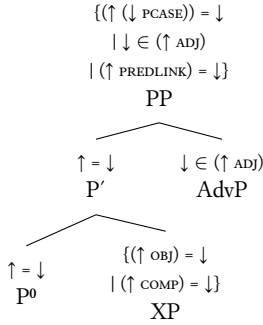 {(↑ (↓ PCASE)) = ↓
| ↓ ∈ (↑ ADJ)
| (↑ PREDLINK) = ↓}
PP
↑ = ↓ ↓ ∈ (↑ ADJ)
P′ AdvP
↑ = ↓ {(↑ OBJ) = ↓
P⁰ | (↑ COMP) = ↓}
XP